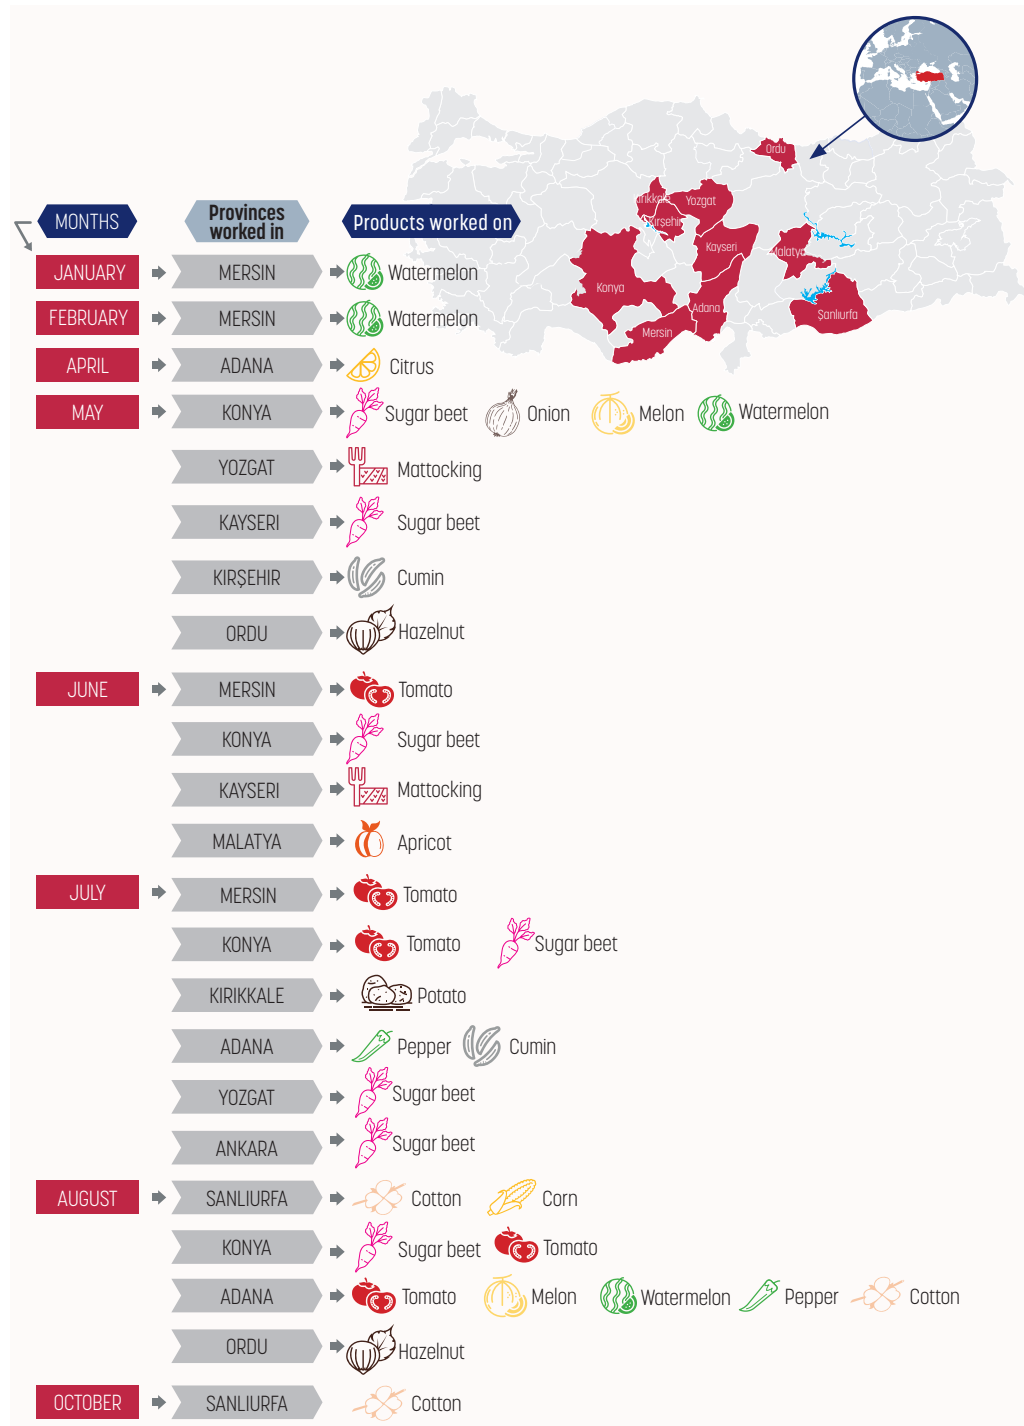 Ordu
Kırıkkale
Yozgat
Kırşehir
Kayseri
Malatya
Konya
Adana
Şanlıurfa
Mersin
MONTHS
Provinces
worked in
Products worked on
JANUARY MERSIN Watermelon
FEBRUARY MERSIN Watermelon
APRIL ADANA Citrus
MAY KONYA Sugar beet Onion Melon Watermelon
YOZGAT Mattocking
KAYSERI Sugar beet
KIRŞEHIR Cumin
ORDU Hazelnut
JUNE MERSIN Tomato
KONYA Sugar beet
KAYSERI Mattocking
MALATYA Apricot
JULY MERSIN Tomato
KONYA Tomato Sugar beet
KIRIKKALE Potato
ADANA Pepper Cumin
YOZGAT Sugar beet
ANKARA Sugar beet
AUGUST SANLIURFA Cotton Corn
KONYA Sugar beet Tomato
ADANA Tomato Melon Watermelon Pepper Cotton
ORDU Hazelnut
OCTOBER SANLIURFA Cotton